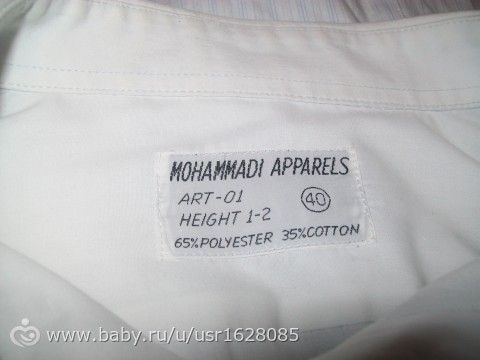 MOHAMMADI APPARELS
ART-01 40
HEIGHT 1-2
65%POLYESTER 35%COTTON
www.baby.ru/u/usr1628085